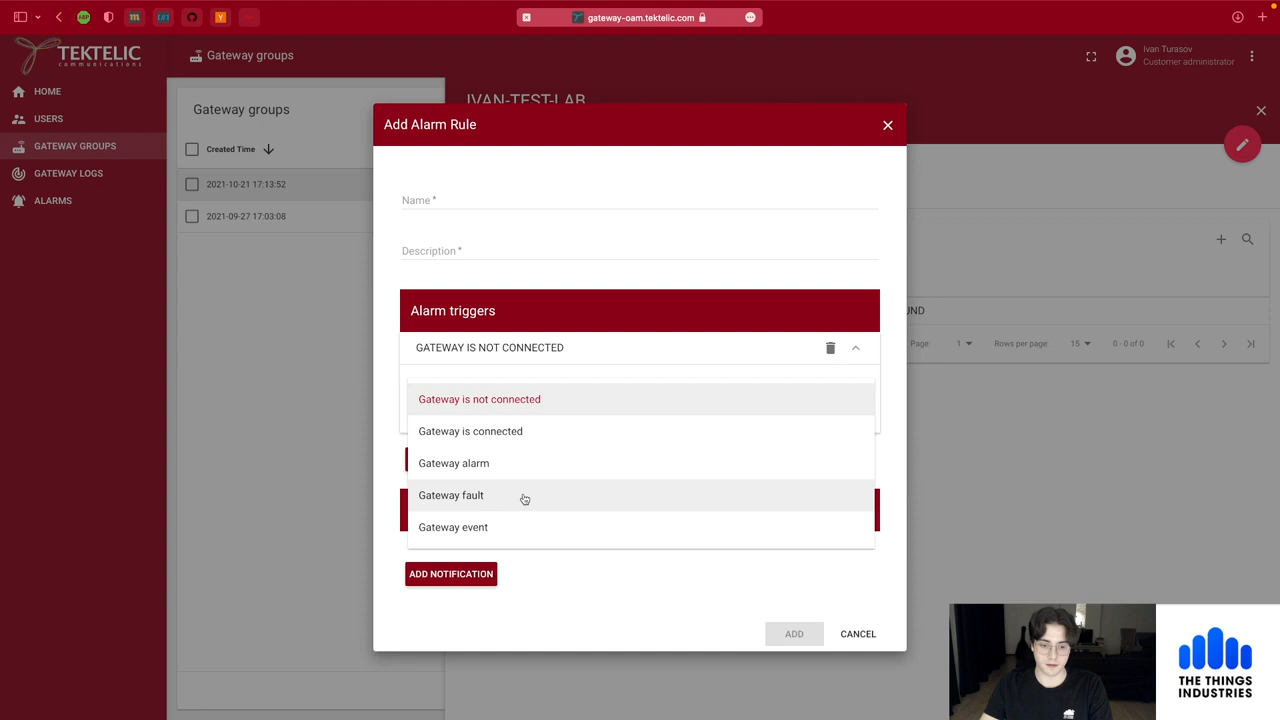 gateway-oam.tektelic.com
TEKTELIC
communications
Gateway groups
Ivan Turasov
Customer administrator
HOME
USERS
GATEWAY GROUPS
GATEWAY LOGS
ALARMS
Gateway groups
Created Time
2021-10-21 17:13:52
2021-09-27 17:03:08
IVAN-TEST-LAB
Add Alarm Rule
Name *
Description *
Alarm triggers
GATEWAY IS NOT CONNECTED
Gateway is not connected
Gateway is connected
Gateway alarm
Gateway fault
Gateway event
ADD NOTIFICATION
ADD
CANCEL
UND
Page: 1
Rows per page: 15
0 - 0 of 0
THE THINGS
INDUSTRIES